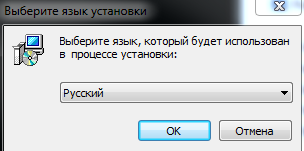 Выберите язык установки
Выберите язык, который будет использован
в процессе установки:
Русский
OK
Отмена